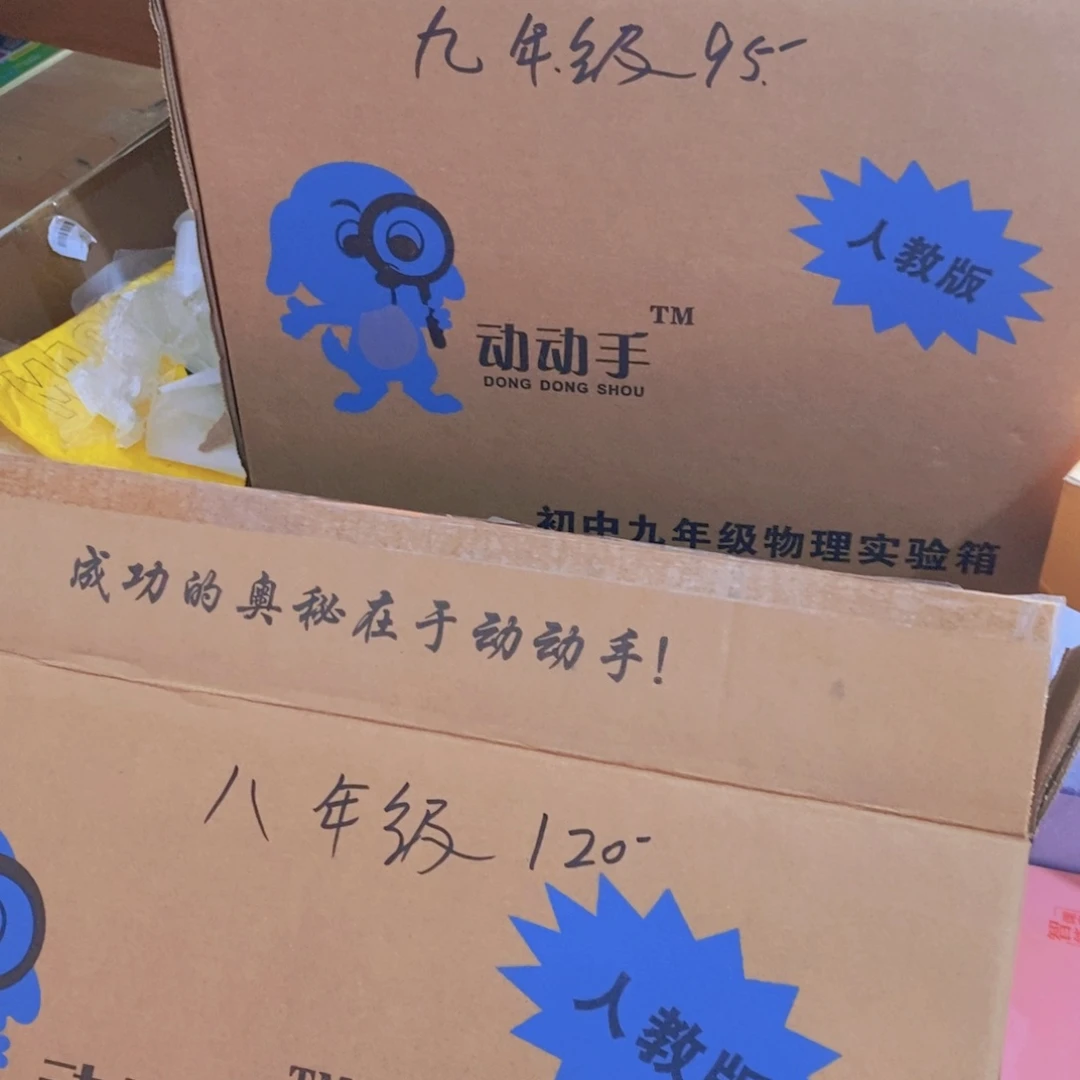 九年级 95
人教版
动动手TM
DONG DONG SHOU
初中九年级物理实验箱
成功的奥秘在于动动手!
八年级 120
人教版
动
TM